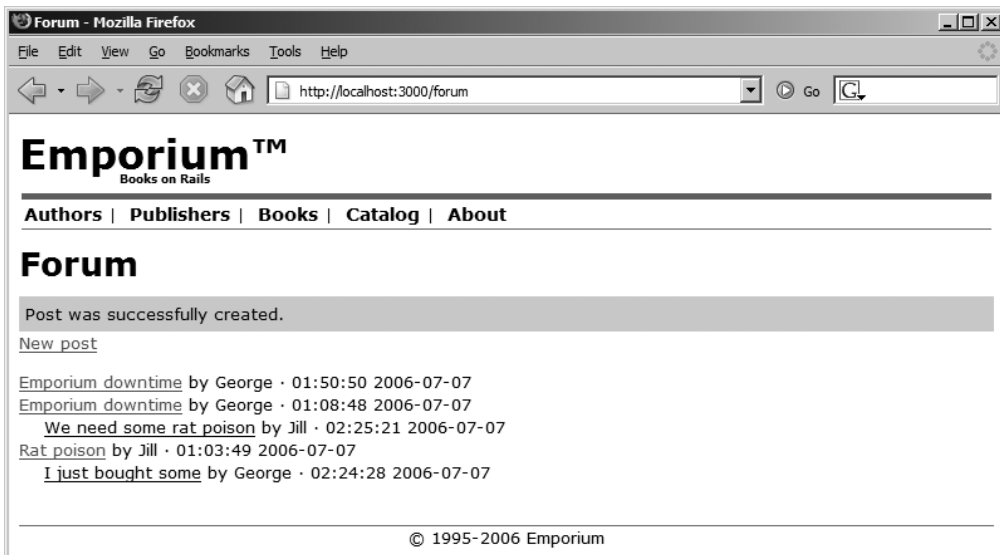 Forum - Mozilla Firefox
File Edit View Go Bookmarks Tools Help
http://localhost:3000/forum Go G
Emporium™
Books on Rails
Authors | Publishers | Books | Catalog | About
Forum
Post was successfully created.
New post
Emporium downtime by George · 01:50:50 2006-07-07
Emporium downtime by George · 01:08:48 2006-07-07
We need some rat poison by Jill · 02:25:21 2006-07-07
Rat poison by Jill · 01:03:49 2006-07-07
I just bought some by George · 02:24:28 2006-07-07
© 1995-2006 Emporium